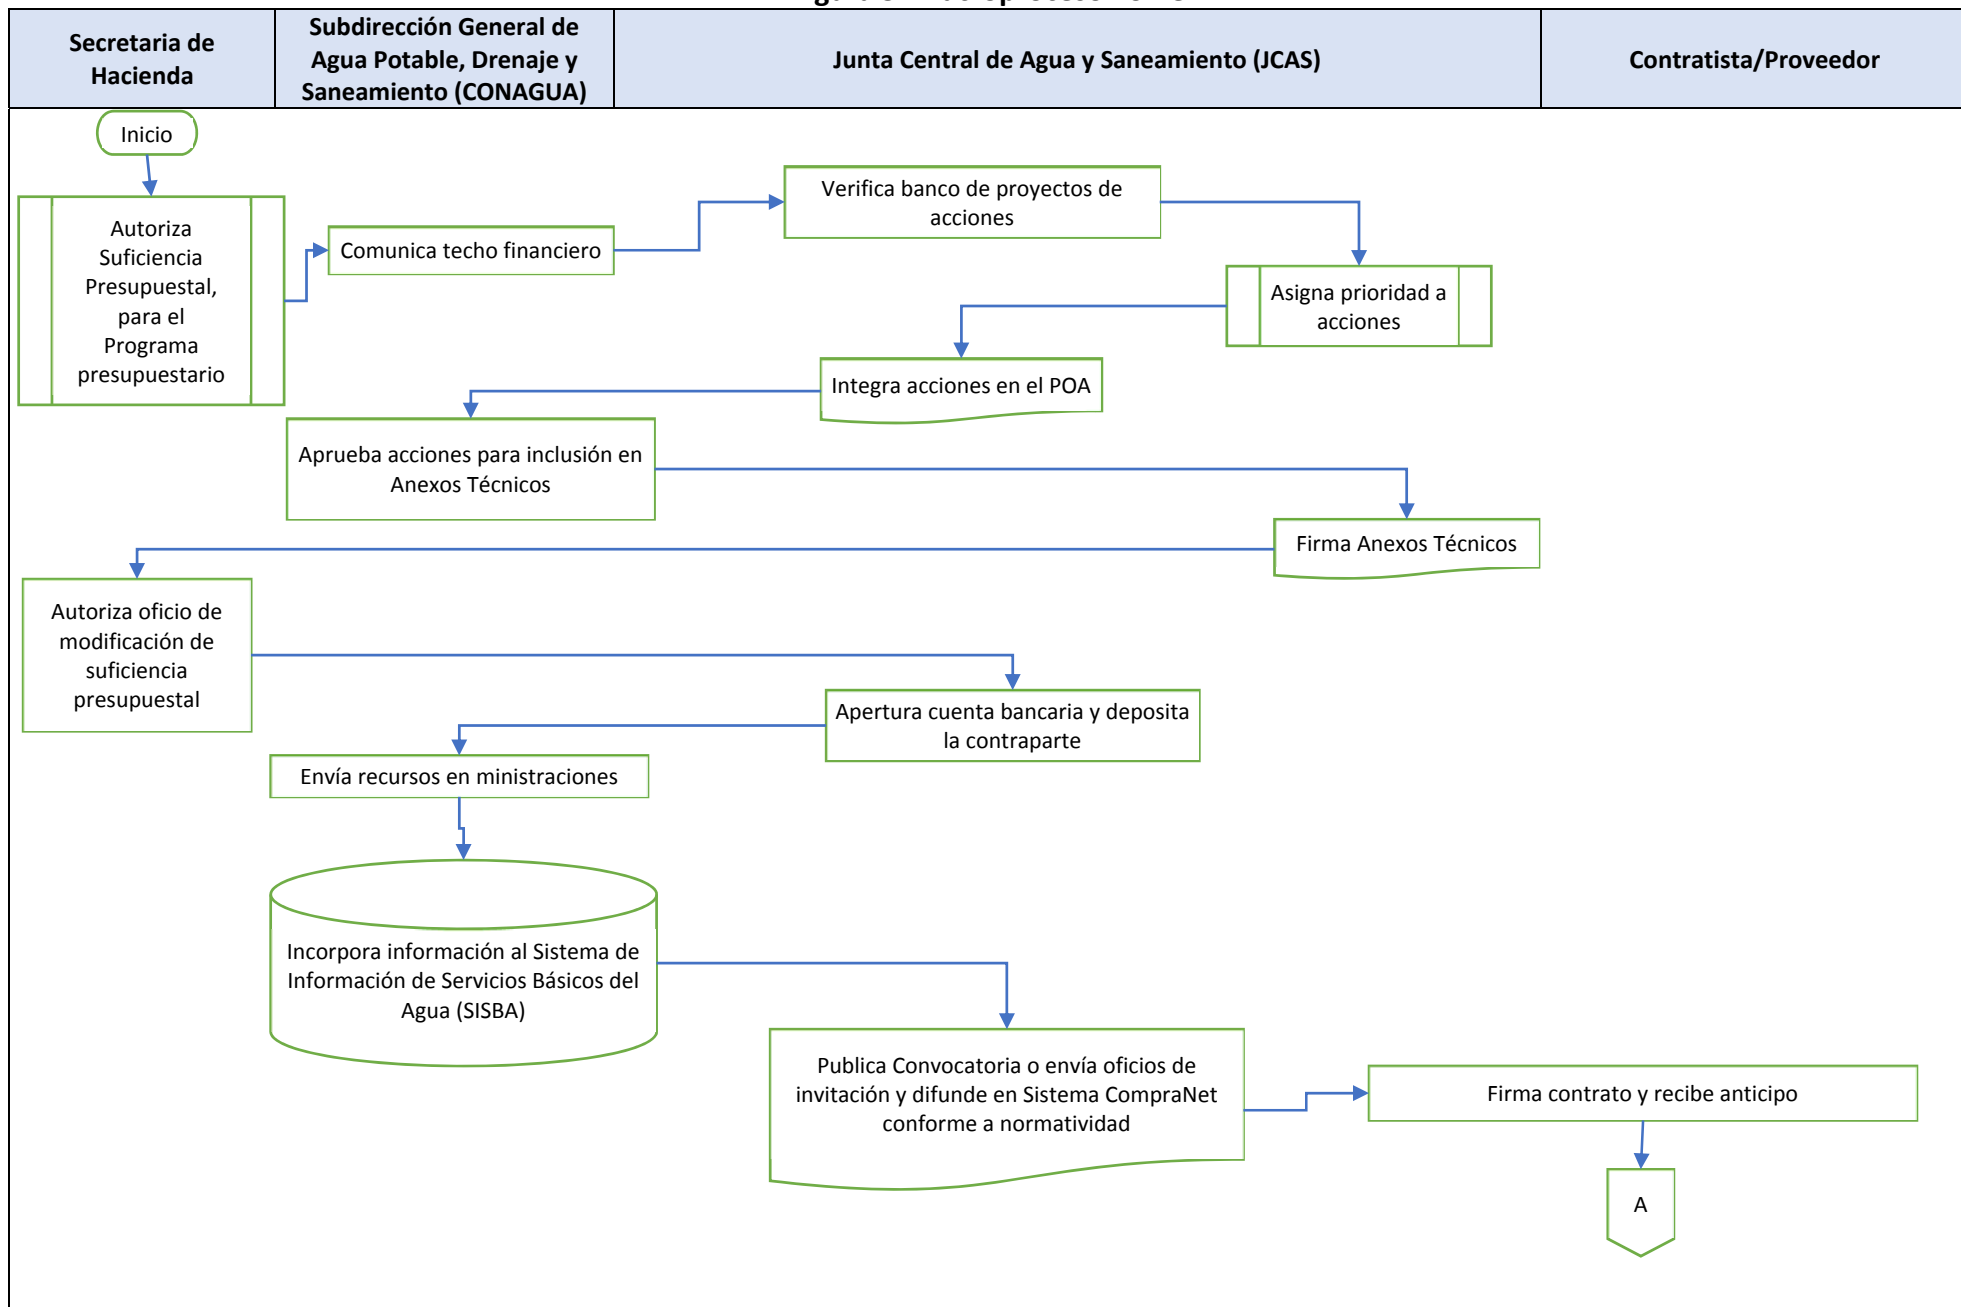 Secretaria de
Hacienda
Subdirección General de
Agua Potable, Drenaje y
Saneamiento (CONAGUA)
Junta Central de Agua y Saneamiento (JCAS)
Contratista/Proveedor
Inicio
Autoriza
Suficiencia
Presupuestal,
para el
Programa
presupuestario
Comunica techo financiero
Verifica banco de proyectos de
acciones
Asigna prioridad a
acciones
Integra acciones en el POA
Aprueba acciones para inclusión en
Anexos Técnicos
Firma Anexos Técnicos
Autoriza oficio de
modificación de
suficiencia
presupuestal
Apertura cuenta bancaria y deposita
la contraparte
Envía recursos en ministraciones
Incorpora información al Sistema de
Información de Servicios Básicos del
Agua (SISBA)
Publica Convocatoria o envía oficios de
invitación y difunde en Sistema CompraNet
conforme a normatividad
Firma contrato y recibe anticipo
A